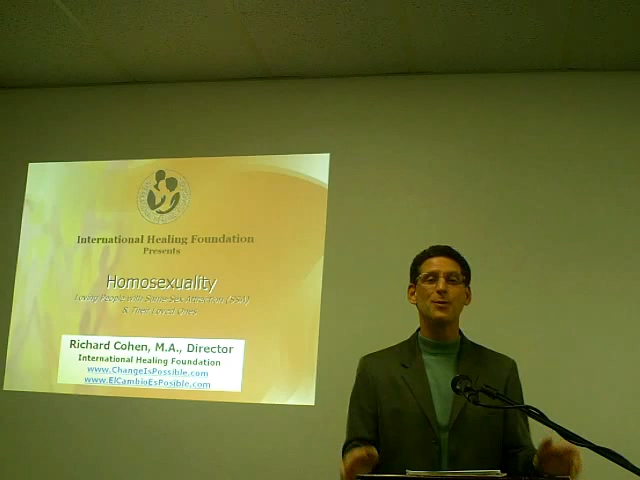 International Healing Foundation
Presents
Homosexuality
Loving People with Same-Sex Attraction (SSA)
& Their Loved Ones
Richard Cohen, M.A., Director
International Healing Foundation
www.ChangeIsPossible.com
www.ElCambioEsPosible.com